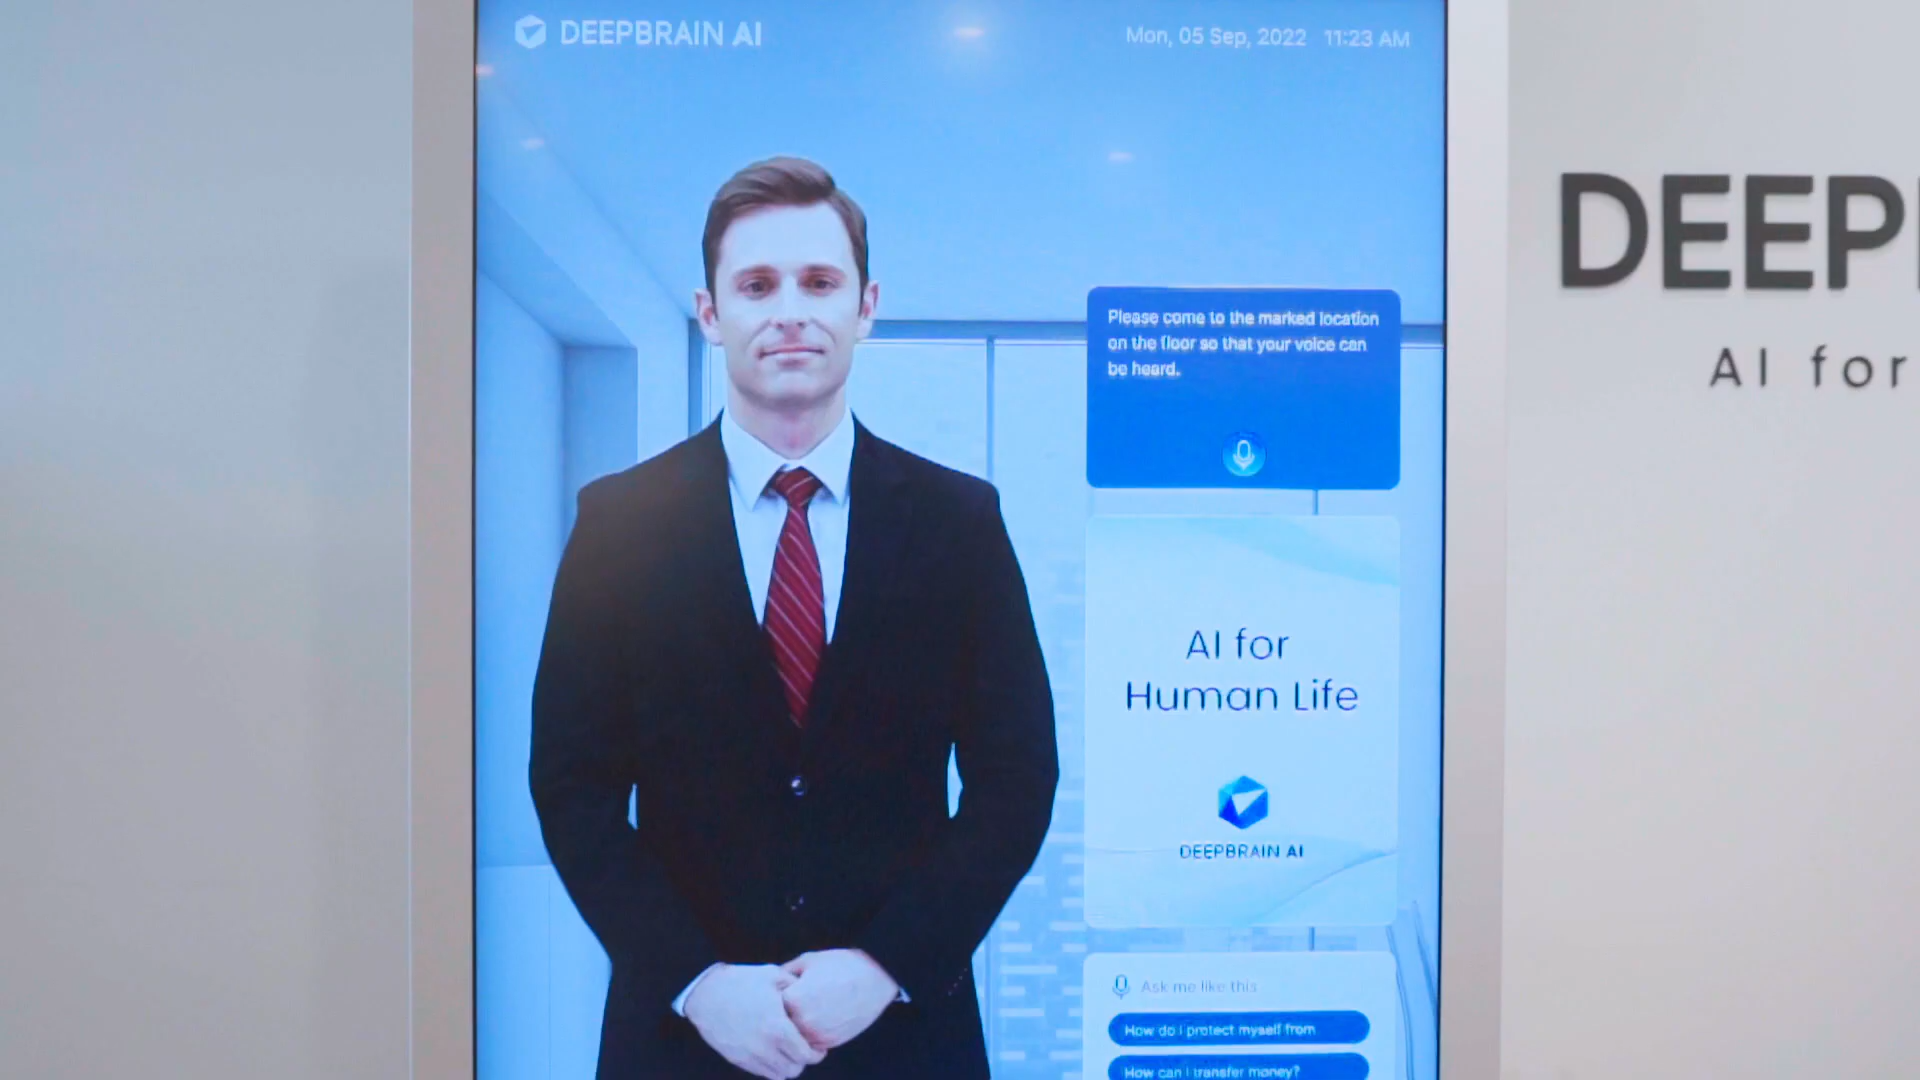 DEEPBRAIN AI
Mon, 05 Sep, 2022 11:23 AM
Please come to the marked location
on the floor so that your voice can
be heard.
AI for
Human Life
DEEPBRAIN AI
Ask me like this
How do I protect myself from
How can I transfer money?
DEEP
AI for